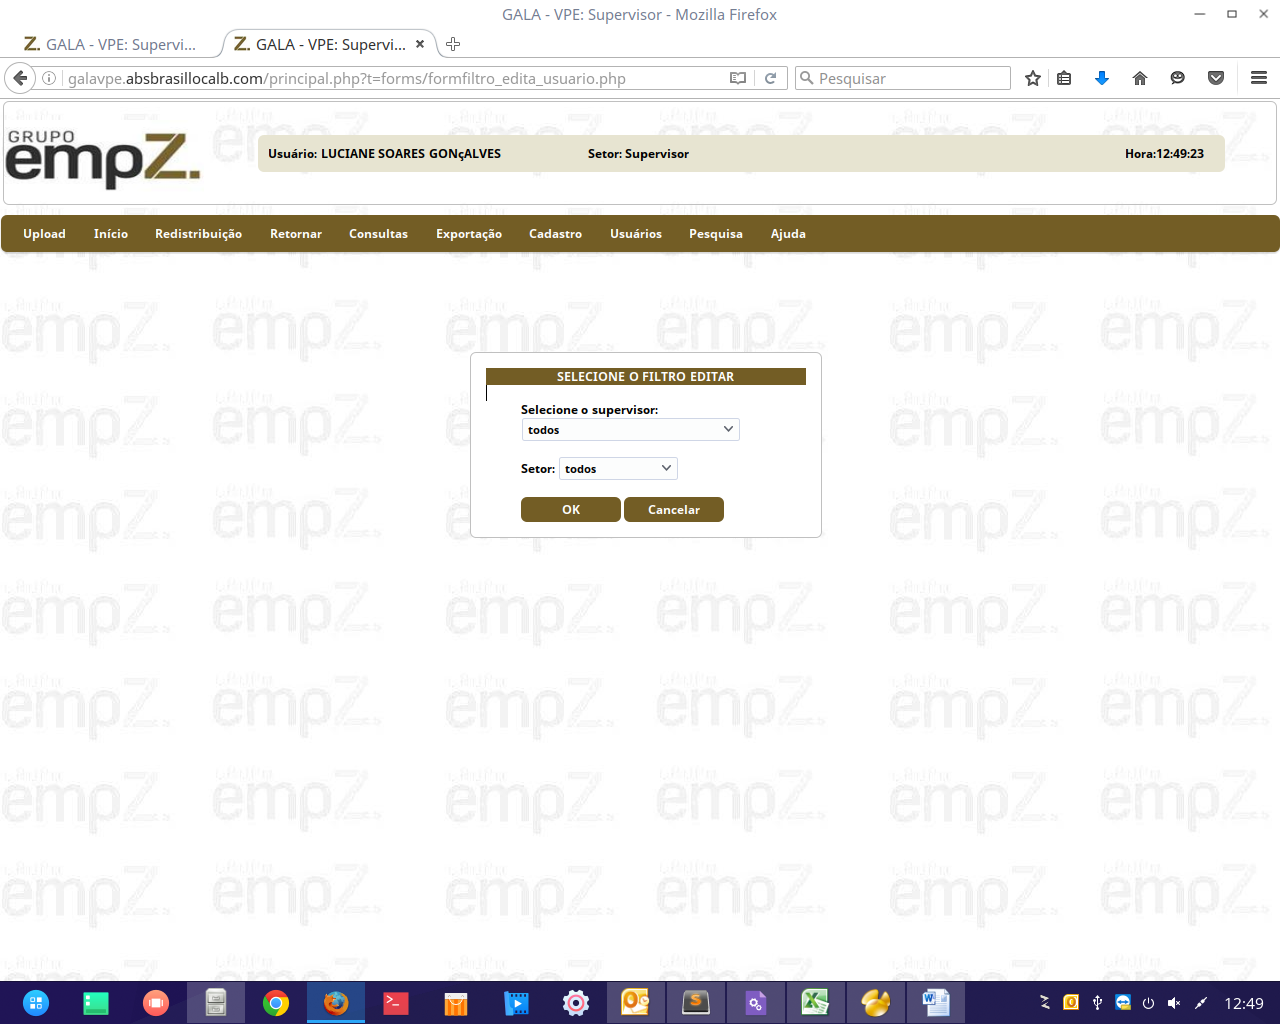 GALA - VPE: Supervisor - Mozilla Firefox
Z. GALA - VPE: Supervi...
Z. GALA - VPE: Supervi...
galavpe.absbrasillocalb.com/principal.php?t=forms/formfiltro_edita_usuario.php
Pesquisar
GRUPO
empZ.
Usuário: LUCIANE SOARES GONçALVES
Setor: Supervisor
Hora:12:49:23
Upload Início Redistribuição Retornar Consultas Exportação Cadastro Usuários Pesquisa Ajuda
SELECIONE O FILTRO EDITAR
Selecione o supervisor:
todos
Setor: todos
OK Cancelar
12:49